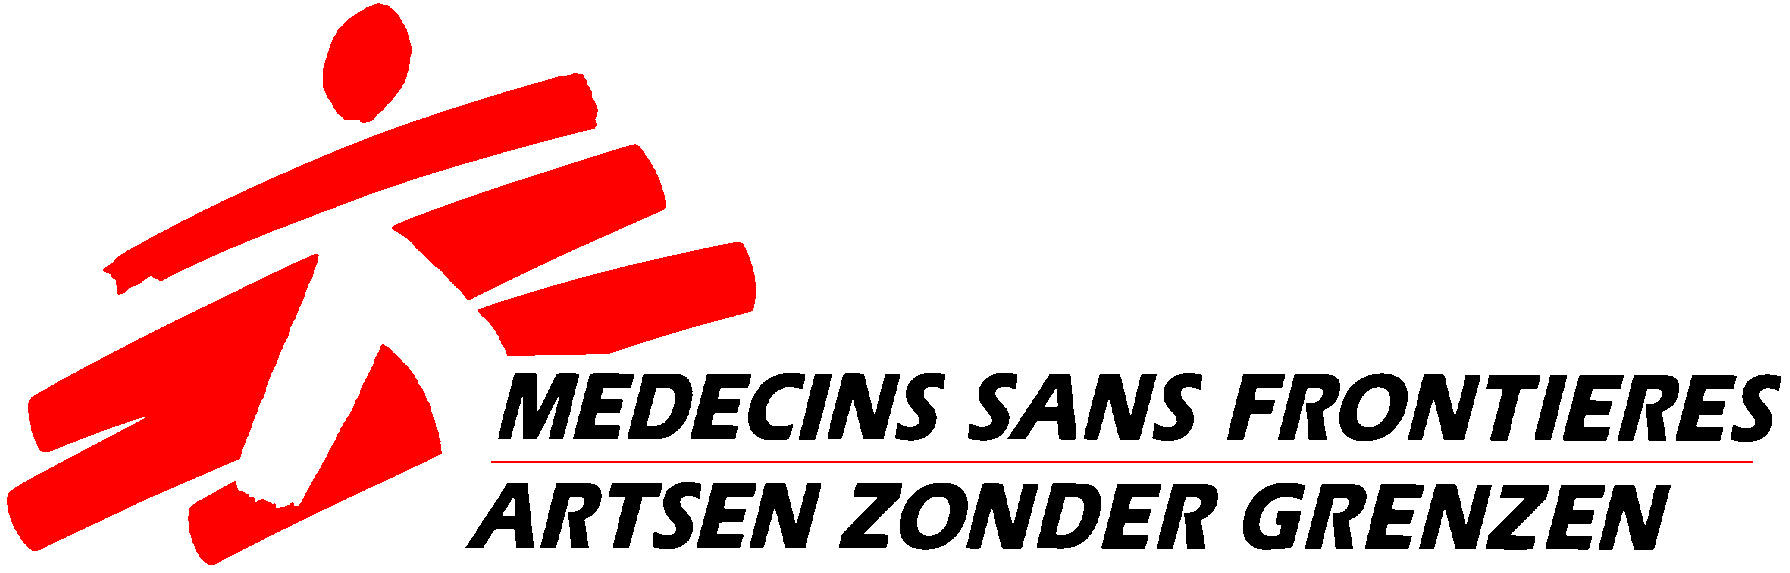 MEDECINS SANS FRONTIERES
ARTSEN ZONDER GRENZEN